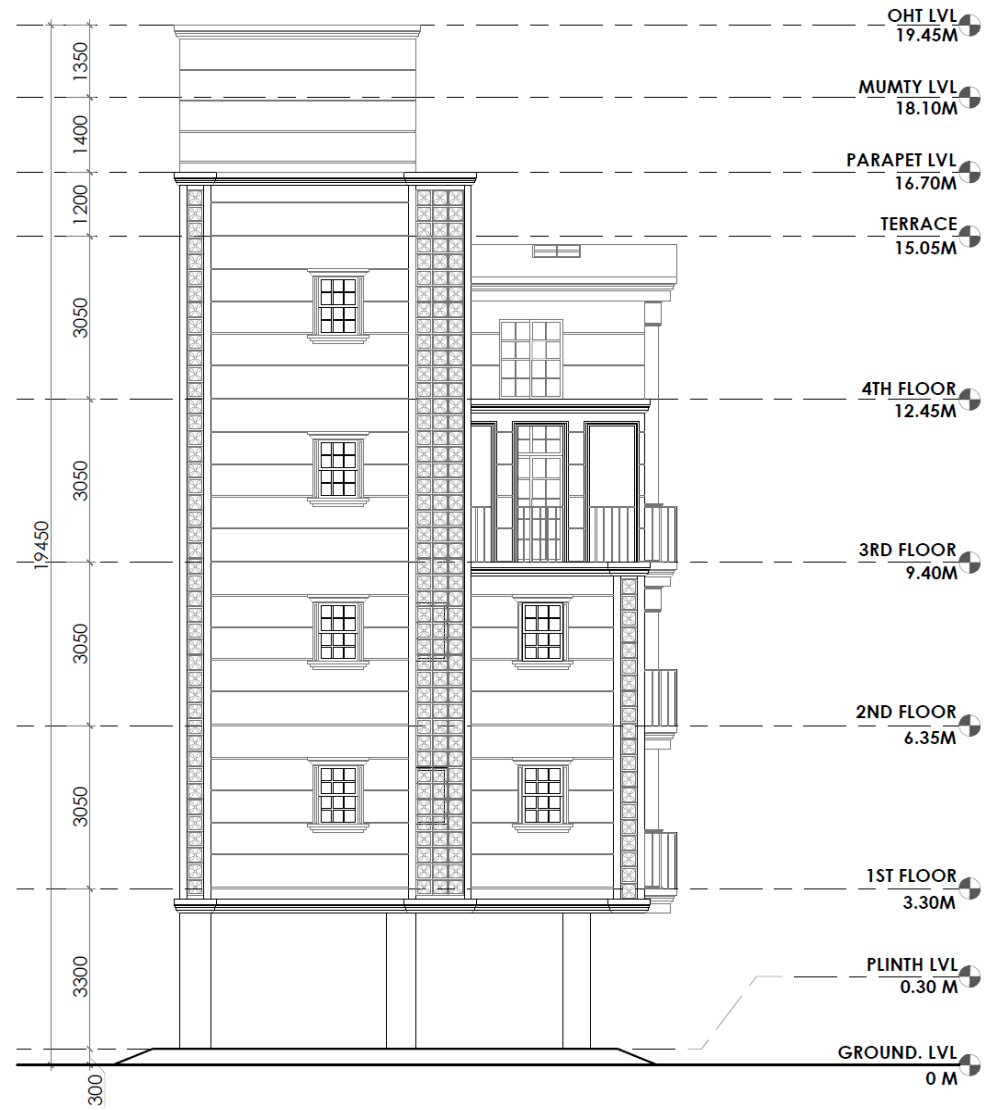 OHT LVL
19.45M
1350
MUMTY LVL
18.10M
1400
PARAPET LVL
16.70M
1200
TERRACE
15.05M
3050
4TH FLOOR
12.45M
3050
19450
3RD FLOOR
9.40M
3050
2ND FLOOR
6.35M
3050
1ST FLOOR
3.30M
3300
PLINTH LVL
0.30 M
GROUND. LVL
0 M
300